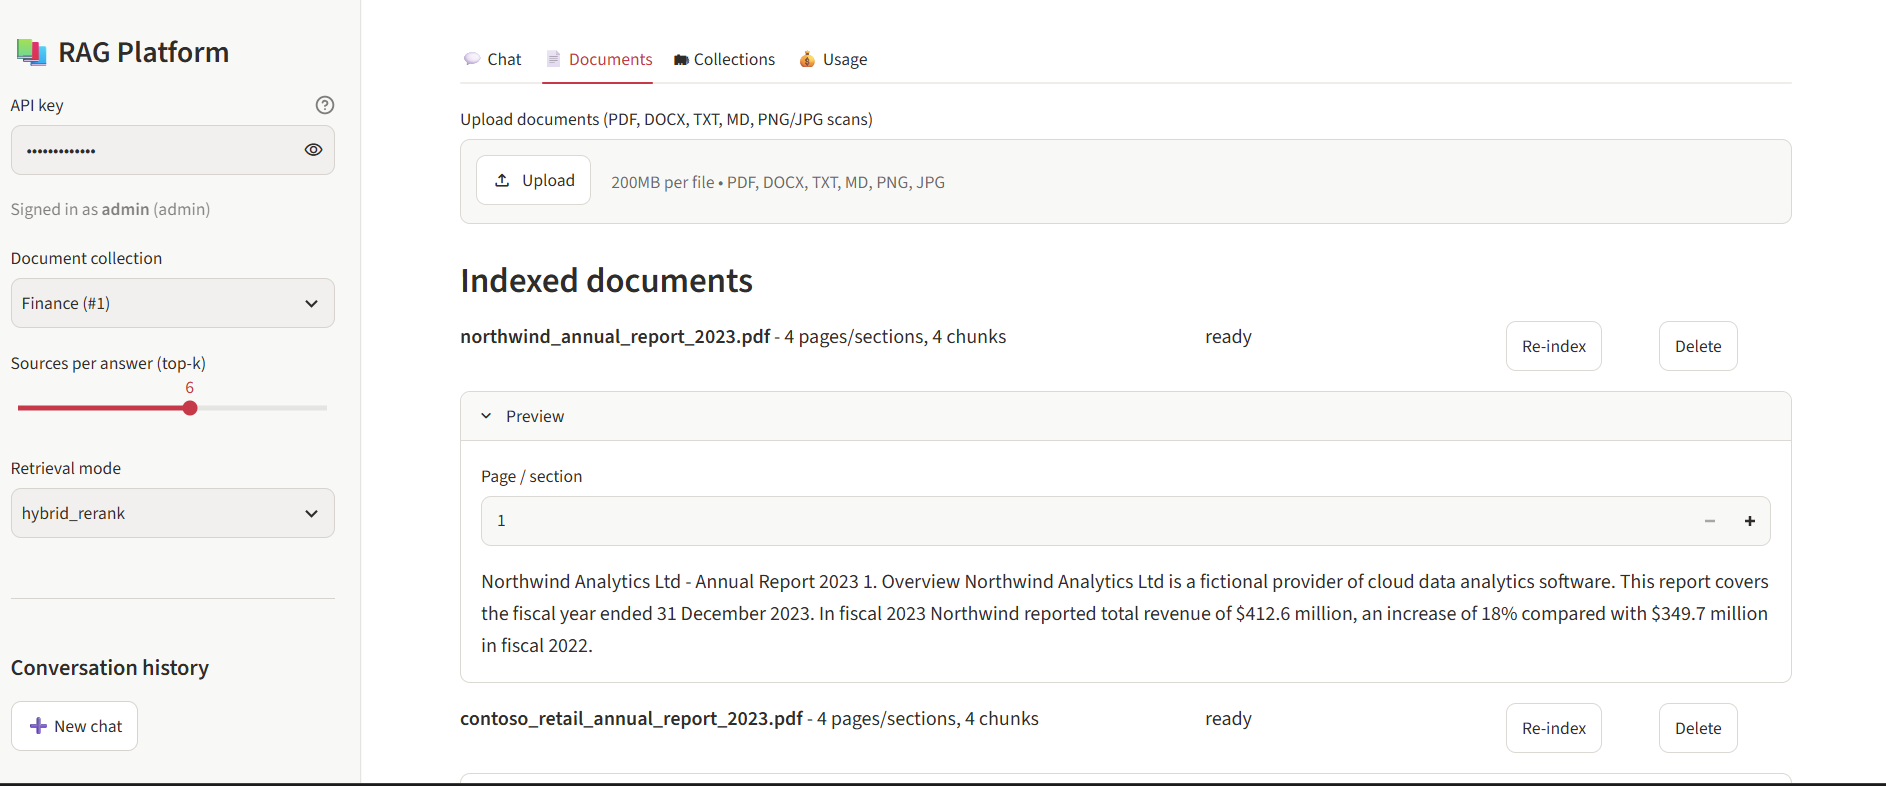 RAG Platform
API key
•••••••••••••
Signed in as admin (admin)
Document collection
Finance (#1)
Sources per answer (top-k)
6
Retrieval mode
hybrid_rerank
Conversation history
New chat
Chat
Documents
Collections
Usage
Upload documents (PDF, DOCX, TXT, MD, PNG/JPG scans)
Upload
200MB per file • PDF, DOCX, TXT, MD, PNG, JPG
Indexed documents
northwind_annual_report_2023.pdf - 4 pages/sections, 4 chunks
ready
Re-index
Delete
Preview
Page / section
1
Northwind Analytics Ltd - Annual Report 2023 1. Overview Northwind Analytics Ltd is a fictional provider of cloud data analytics software. This report covers
the fiscal year ended 31 December 2023. In fiscal 2023 Northwind reported total revenue of $412.6 million, an increase of 18% compared with $349.7 million
in fiscal 2022.
contoso_retail_annual_report_2023.pdf - 4 pages/sections, 4 chunks
ready
Re-index
Delete